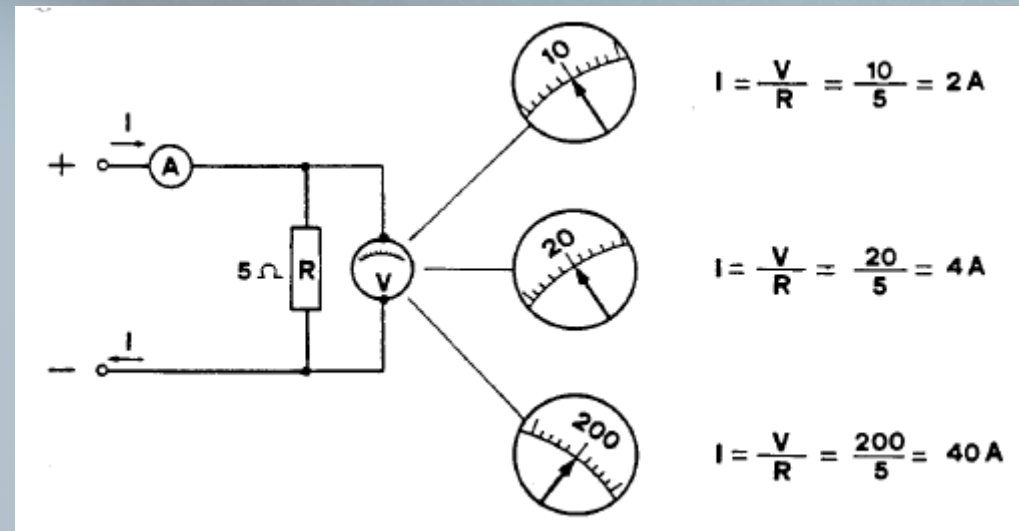 10
I = V/R = 10/5 = 2 A
I
+ A
20
5 Ω R V
I = V/R = 20/5 = 4 A
I
−
200
I = V/R = 200/5 = 40 A